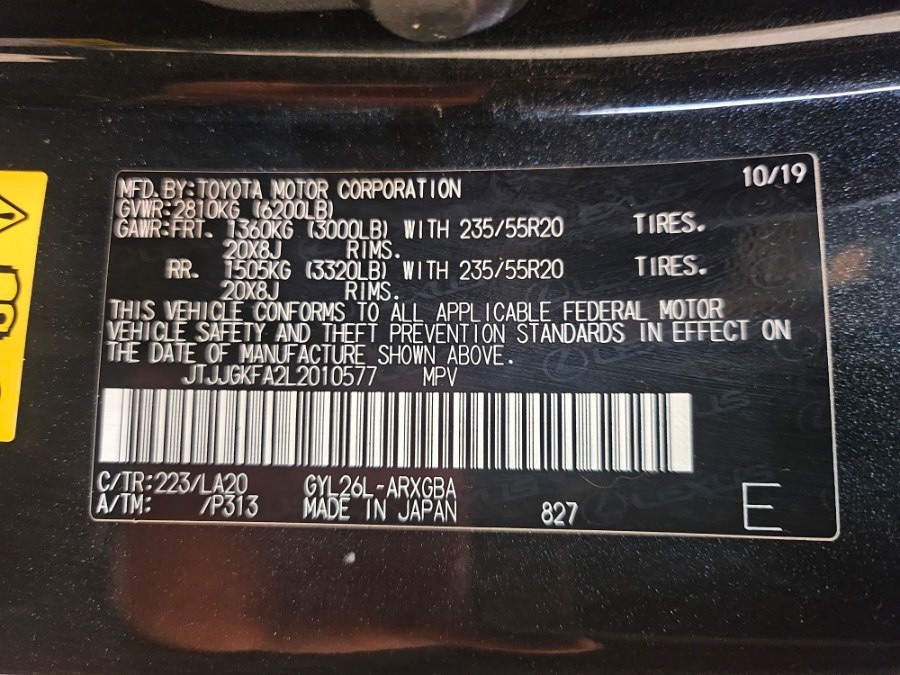 MFD. BY: TOYOTA MOTOR CORPORATION 10/19
GVWR: 2810KG (6200LB)
GAWR: FRT. 1360KG (3000LB) WITH 235/55R20 TIRES.
20X8J RIMS.
RR. 1505KG (3320LB) WITH 235/55R20 TIRES.
20X8J RIMS.
THIS VEHICLE CONFORMS TO ALL APPLICABLE FEDERAL MOTOR
VEHICLE SAFETY AND THEFT PREVENTION STANDARDS IN EFFECT ON
THE DATE OF MANUFACTURE SHOWN ABOVE.
JTJJGKFA2L2010577 MPV
C/TR: 223/LA20 GYL26L-ARXGBA
A/TM: /P313 MADE IN JAPAN 827 E
LEXUS